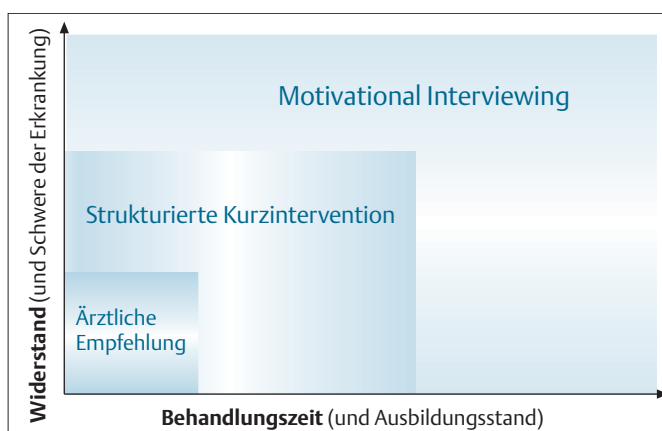 Widerstand (und Schwere der Erkrankung)
Motivational Interviewing
Strukturierte Kurzintervention
Ärztliche
Empfehlung
Behandlungszeit (und Ausbildungsstand)